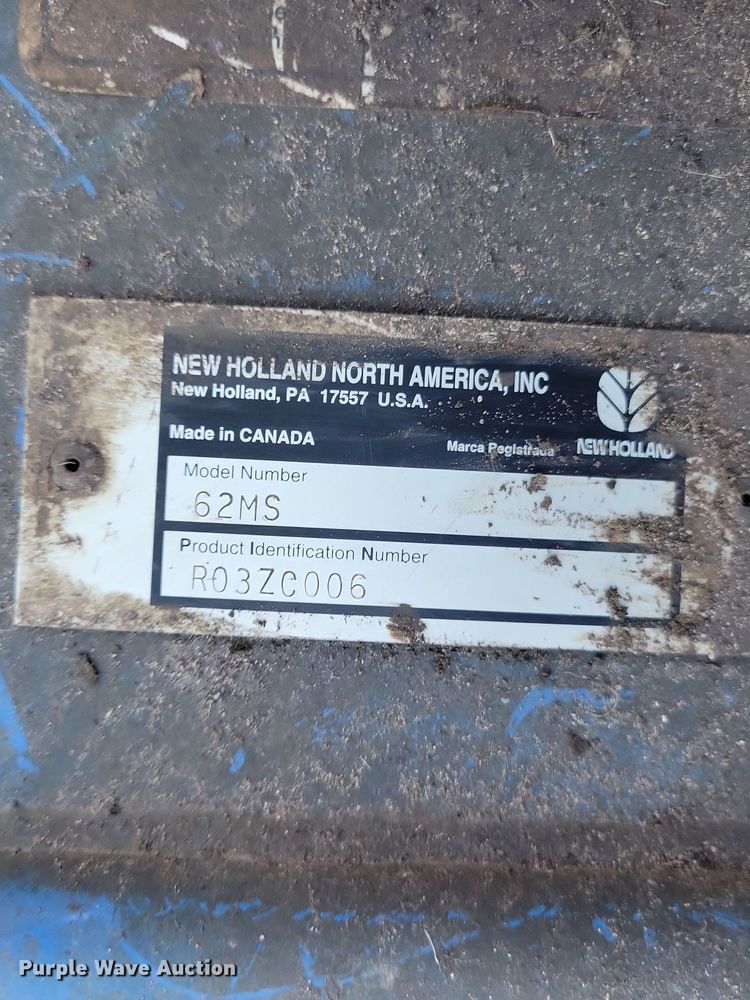 NEW HOLLAND NORTH AMERICA, INC
New Holland, PA 17557 U.S.A.
Made in CANADA
Marca Registrada
NEW HOLLAND
Model Number
62MS
Product Identification Number
R03ZC006
Purple Wave Auction